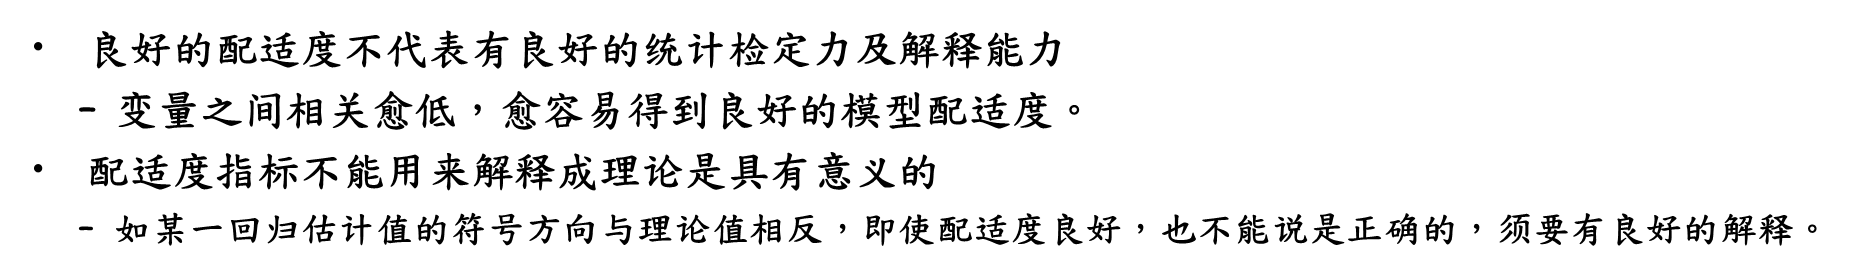 • 良好的配适度不代表有良好的统计检定力及解释能力
– 变量之间相关愈低，愈容易得到良好的模型配适度。
• 配适度指标不能用来解释成理论是具有意义的
– 如某一回归估计值的符号方向与理论值相反，即使配适度良好，也不能说是正确的，须要有良好的解释。